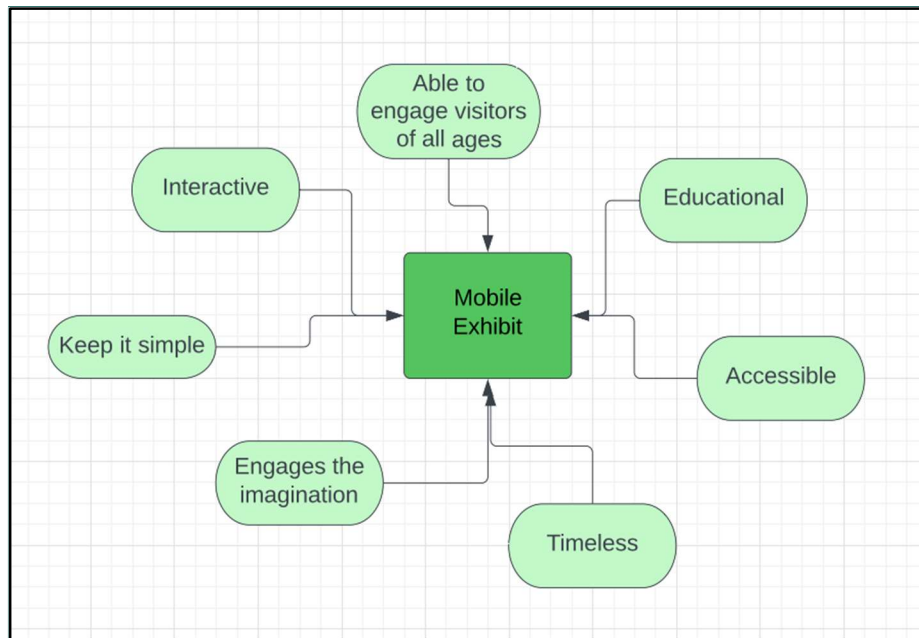 Able to
engage visitors
of all ages
Interactive
Educational
Mobile
Exhibit
Keep it simple
Accessible
Engages the
imagination
Timeless